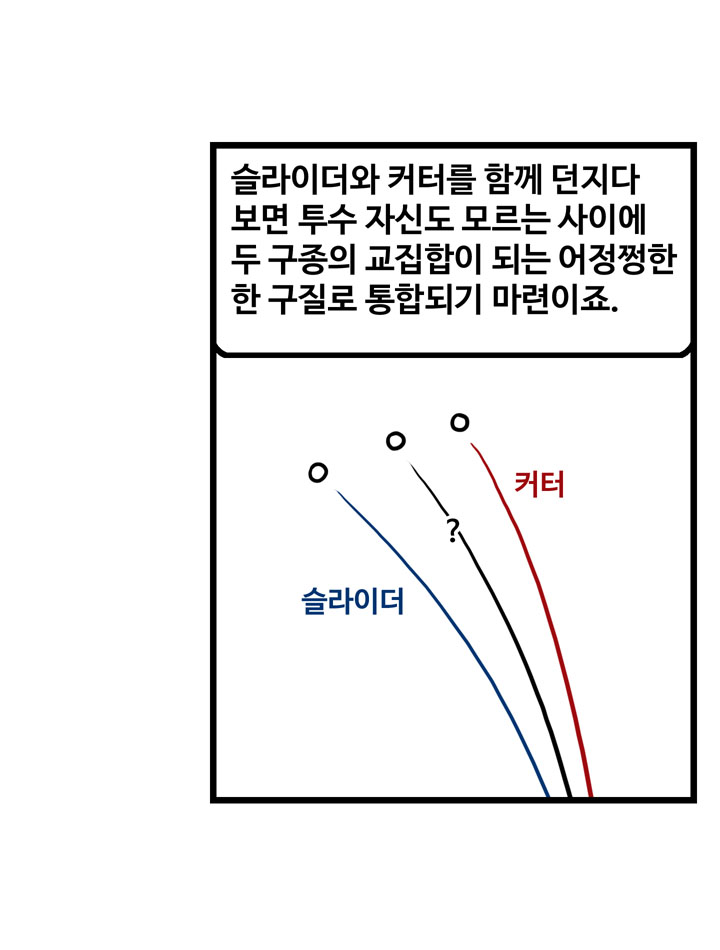 슬라이더와 커터를 함께 던지다
보면 투수 자신도 모르는 사이에
두 구종의 교집합이 되는 어정쩡한
한 구질로 통합되기 마련이죠.
커터
?
슬라이더